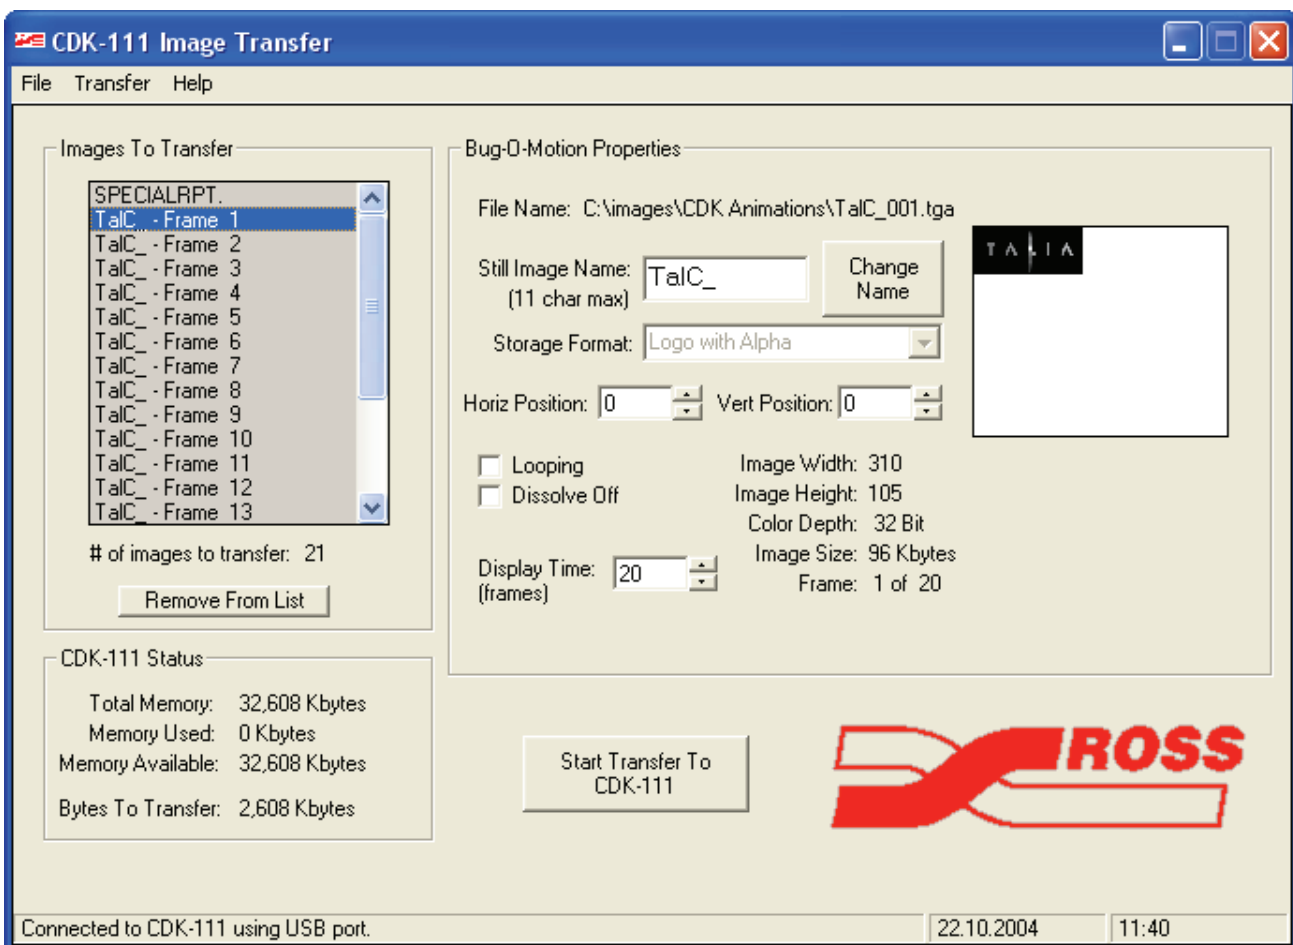 CDK-111 Image Transfer
File Transfer Help
Images To Transfer
SPECIALRPT.
TalC_ - Frame 1
TalC_ - Frame 2
TalC_ - Frame 3
TalC_ - Frame 4
TalC_ - Frame 5
TalC_ - Frame 6
TalC_ - Frame 7
TalC_ - Frame 8
TalC_ - Frame 9
TalC_ - Frame 10
TalC_ - Frame 11
TalC_ - Frame 12
TalC_ - Frame 13
# of images to transfer: 21
Remove From List
CDK-111 Status
Total Memory: 32,608 Kbytes
Memory Used: 0 Kbytes
Memory Available: 32,608 Kbytes
Bytes To Transfer: 2,608 Kbytes
Bug-O-Motion Properties
File Name: C:\images\CDK Animations\TalC_001.tga
Still Image Name:
(11 char max)
TalC_
Change
Name
TALIA
Storage Format: Logo with Alpha
Horiz Position: 0 Vert Position: 0
Looping
Dissolve Off
Image Width: 310
Image Height: 105
Color Depth: 32 Bit
Image Size: 96 Kbytes
Frame: 1 of 20
Display Time:
(frames)
20
Start Transfer To
CDK-111
ROSS
Connected to CDK-111 using USB port. 22.10.2004 11:40